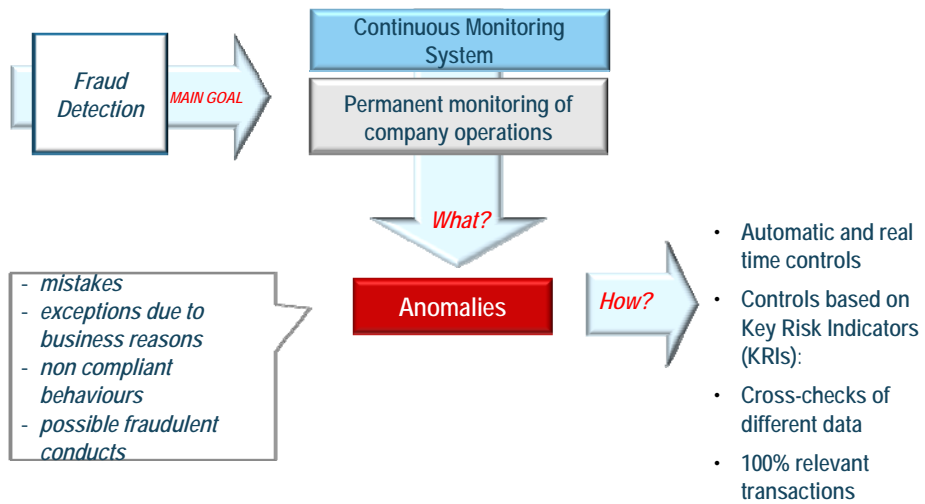 Fraud
Detection
MAIN GOAL
Continuous Monitoring
System
Permanent monitoring of
company operations
What?
- mistakes
- exceptions due to
business reasons
- non compliant
behaviours
- possible fraudulent
conducts
Anomalies
How?
• Automatic and real
time controls
• Controls based on
Key Risk Indicators
(KRIs):
• Cross-checks of
different data
• 100% relevant
transactions